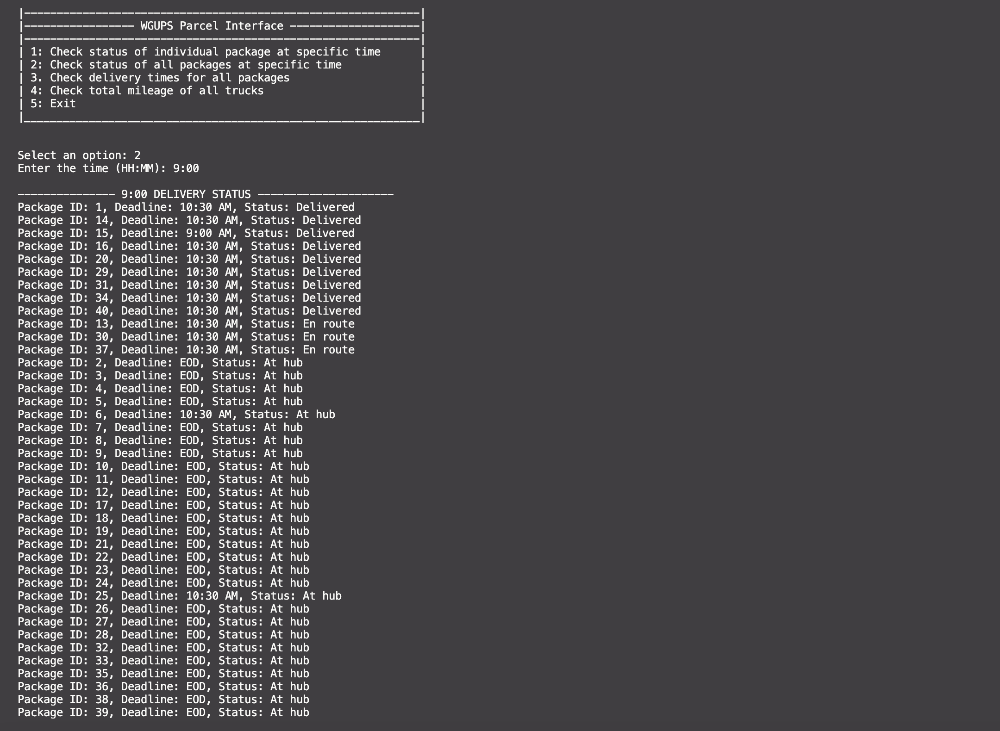 |-------------------------------------------------------------|
|----------------- WGUPS Parcel Interface --------------------|
|-------------------------------------------------------------|
| 1: Check status of individual package at specific time      |
| 2: Check status of all packages at specific time            |
| 3. Check delivery times for all packages                    |
| 4: Check total mileage of all trucks                        |
| 5: Exit                                                     |
|_____________________________________________________________|
Select an option: 2
Enter the time (HH:MM): 9:00
--------------- 9:00 DELIVERY STATUS ---------------------
Package ID: 1, Deadline: 10:30 AM, Status: Delivered
Package ID: 14, Deadline: 10:30 AM, Status: Delivered
Package ID: 15, Deadline: 9:00 AM, Status: Delivered
Package ID: 16, Deadline: 10:30 AM, Status: Delivered
Package ID: 20, Deadline: 10:30 AM, Status: Delivered
Package ID: 29, Deadline: 10:30 AM, Status: Delivered
Package ID: 31, Deadline: 10:30 AM, Status: Delivered
Package ID: 34, Deadline: 10:30 AM, Status: Delivered
Package ID: 40, Deadline: 10:30 AM, Status: Delivered
Package ID: 13, Deadline: 10:30 AM, Status: En route
Package ID: 30, Deadline: 10:30 AM, Status: En route
Package ID: 37, Deadline: 10:30 AM, Status: En route
Package ID: 2, Deadline: EOD, Status: At hub
Package ID: 3, Deadline: EOD, Status: At hub
Package ID: 4, Deadline: EOD, Status: At hub
Package ID: 5, Deadline: EOD, Status: At hub
Package ID: 6, Deadline: 10:30 AM, Status: At hub
Package ID: 7, Deadline: EOD, Status: At hub
Package ID: 8, Deadline: EOD, Status: At hub
Package ID: 9, Deadline: EOD, Status: At hub
Package ID: 10, Deadline: EOD, Status: At hub
Package ID: 11, Deadline: EOD, Status: At hub
Package ID: 12, Deadline: EOD, Status: At hub
Package ID: 17, Deadline: EOD, Status: At hub
Package ID: 18, Deadline: EOD, Status: At hub
Package ID: 19, Deadline: EOD, Status: At hub
Package ID: 21, Deadline: EOD, Status: At hub
Package ID: 22, Deadline: EOD, Status: At hub
Package ID: 23, Deadline: EOD, Status: At hub
Package ID: 24, Deadline: EOD, Status: At hub
Package ID: 25, Deadline: 10:30 AM, Status: At hub
Package ID: 26, Deadline: EOD, Status: At hub
Package ID: 27, Deadline: EOD, Status: At hub
Package ID: 28, Deadline: EOD, Status: At hub
Package ID: 32, Deadline: EOD, Status: At hub
Package ID: 33, Deadline: EOD, Status: At hub
Package ID: 35, Deadline: EOD, Status: At hub
Package ID: 36, Deadline: EOD, Status: At hub
Package ID: 38, Deadline: EOD, Status: At hub
Package ID: 39, Deadline: EOD, Status: At hub